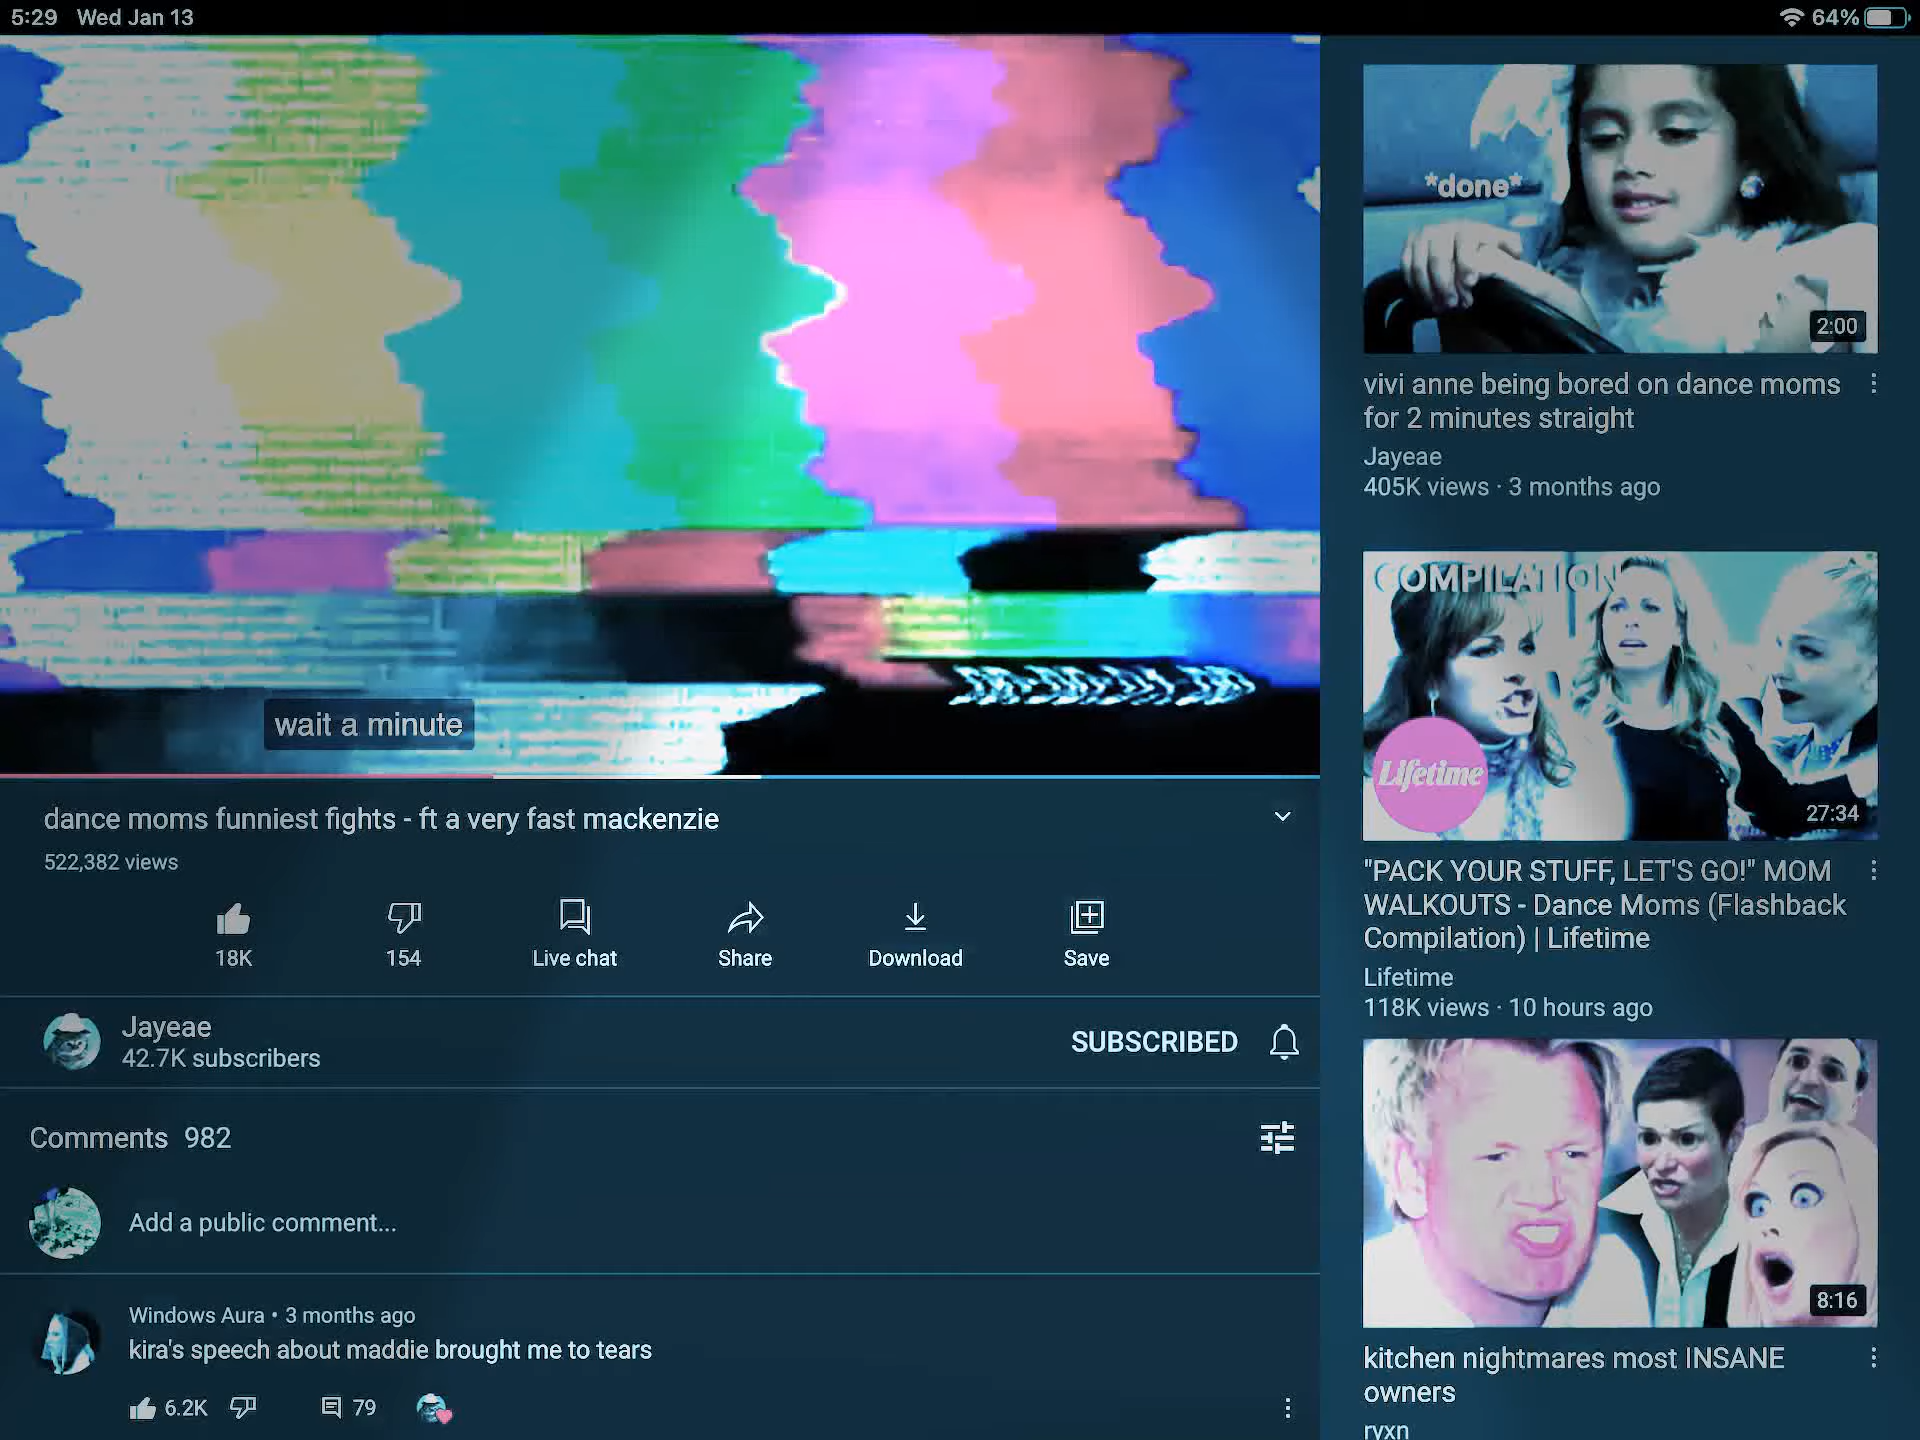 5:29 Wed Jan 13
64%
wait a minute
dance moms funniest fights - ft a very fast mackenzie
522,382 views
18K
154
Live chat
Share
Download
Save
Jayeae
42.7K subscribers
SUBSCRIBED
Comments 982
Add a public comment...
Windows Aura • 3 months ago
kira's speech about maddie brought me to tears
6.2K
79
*done*
2:00
vivi anne being bored on dance moms
for 2 minutes straight
Jayeae
405K views · 3 months ago
COMPILATION
Lifetime
27:34
"PACK YOUR STUFF, LET'S GO!" MOM
WALKOUTS - Dance Moms (Flashback
Compilation) | Lifetime
Lifetime
118K views · 10 hours ago
8:16
kitchen nightmares most INSANE
owners
ryxn